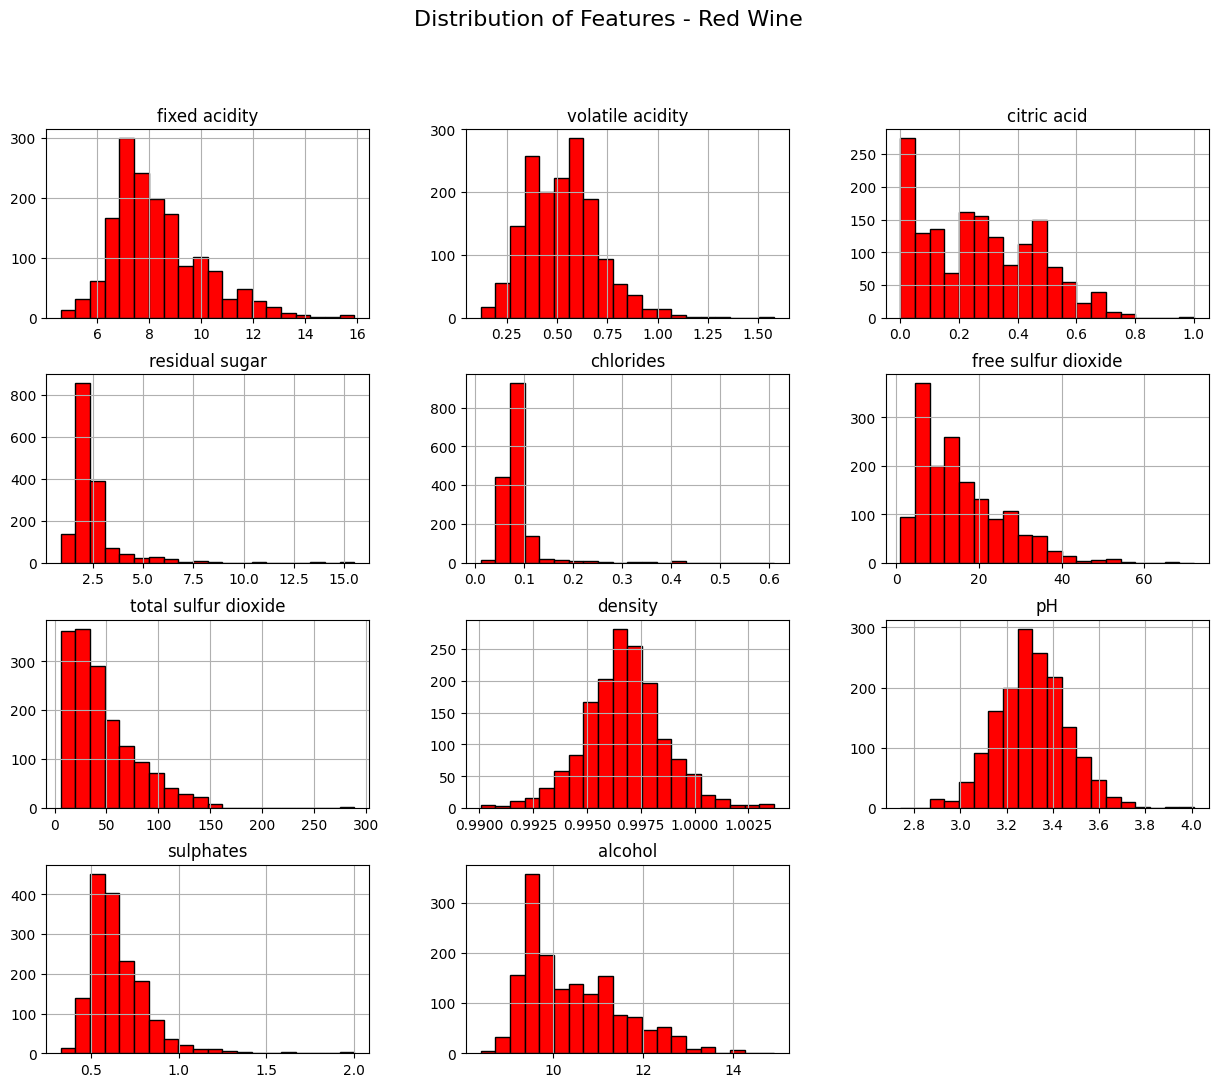 Distribution of Features - Red Wine
fixed acidity
300
200
100
0
6 8 10 12 14 16
volatile acidity
300
200
100
0
0.25 0.50 0.75 1.00 1.25 1.50
citric acid
250
200
150
100
50
0
0.0 0.2 0.4 0.6 0.8 1.0
residual sugar
800
600
400
200
0
2.5 5.0 7.5 10.0 12.5 15.0
chlorides
800
600
400
200
0
0.0 0.1 0.2 0.3 0.4 0.5 0.6
free sulfur dioxide
300
200
100
0
0 20 40 60
total sulfur dioxide
300
200
100
0
0 50 100 150 200 250 300
density
250
200
150
100
50
0
0.9900 0.9925 0.9950 0.9975 1.0000 1.0025
pH
300
200
100
0
2.8 3.0 3.2 3.4 3.6 3.8 4.0
sulphates
400
300
200
100
0
0.5 1.0 1.5 2.0
alcohol
300
200
100
0
10 12 14